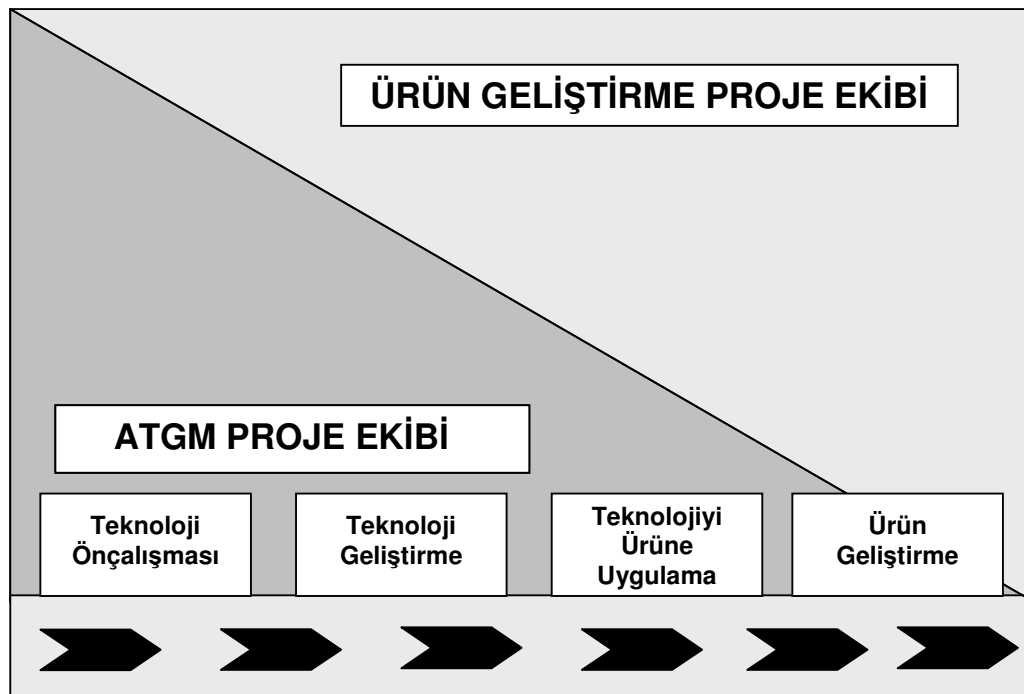 ÜRÜN GELİŞTİRME PROJE EKİBİ
ATGM PROJE EKİBİ
Teknoloji
Önçalışması
Teknoloji
Geliştirme
Teknolojiyi
Ürüne
Uygulama
Ürün
Geliştirme